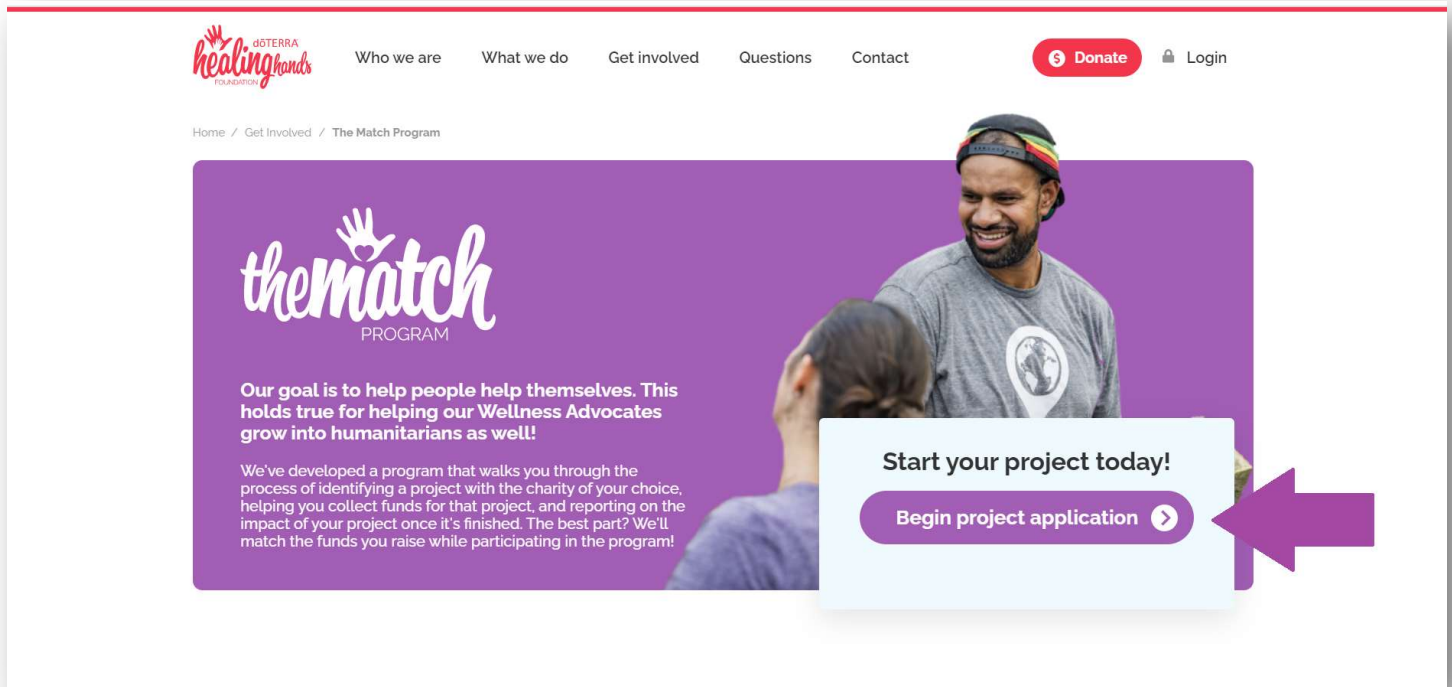 dōTERRA
healing hands
FOUNDATION
Who we are
What we do
Get involved
Questions
Contact
Donate
Login
Home / Get Involved / The Match Program
the match
PROGRAM
Our goal is to help people help themselves. This
holds true for helping our Wellness Advocates
grow into humanitarians as well!
We've developed a program that walks you through the
process of identifying a project with the charity of your choice,
helping you collect funds for that project, and reporting on the
impact of your project once it's finished. The best part? We'll
match the funds you raise while participating in the program!
Start your project today!
Begin project application